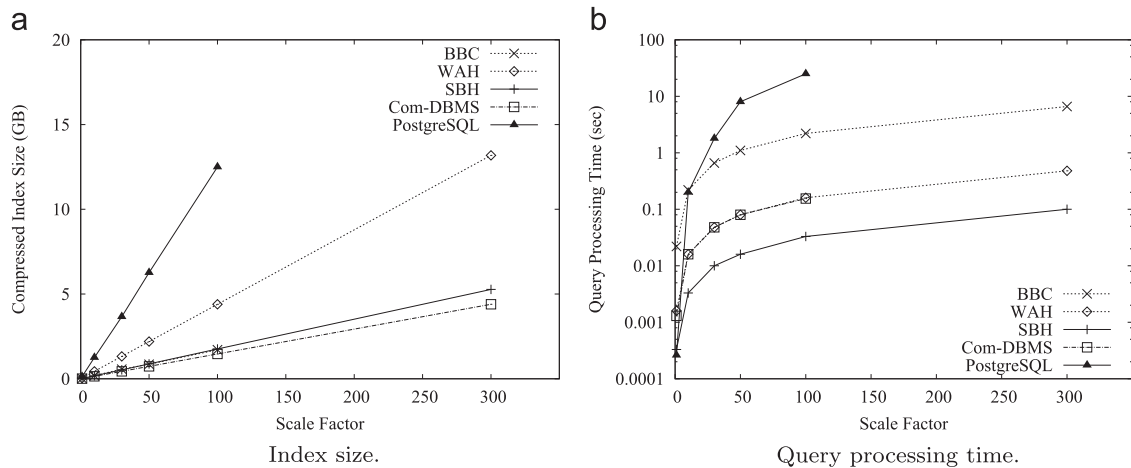 a
20
15
10
5
0
Compressed Index Size (GB)
BBC
WAH
SBH
Com-DBMS
PostgreSQL
0 50 100 150 200 250 300
Scale Factor
Index size.
b
100
10
1
0.1
0.01
0.001
0.0001
Query Processing Time (sec)
BBC
WAH
SBH
Com-DBMS
PostgreSQL
0 50 100 150 200 250 300
Scale Factor
Query processing time.